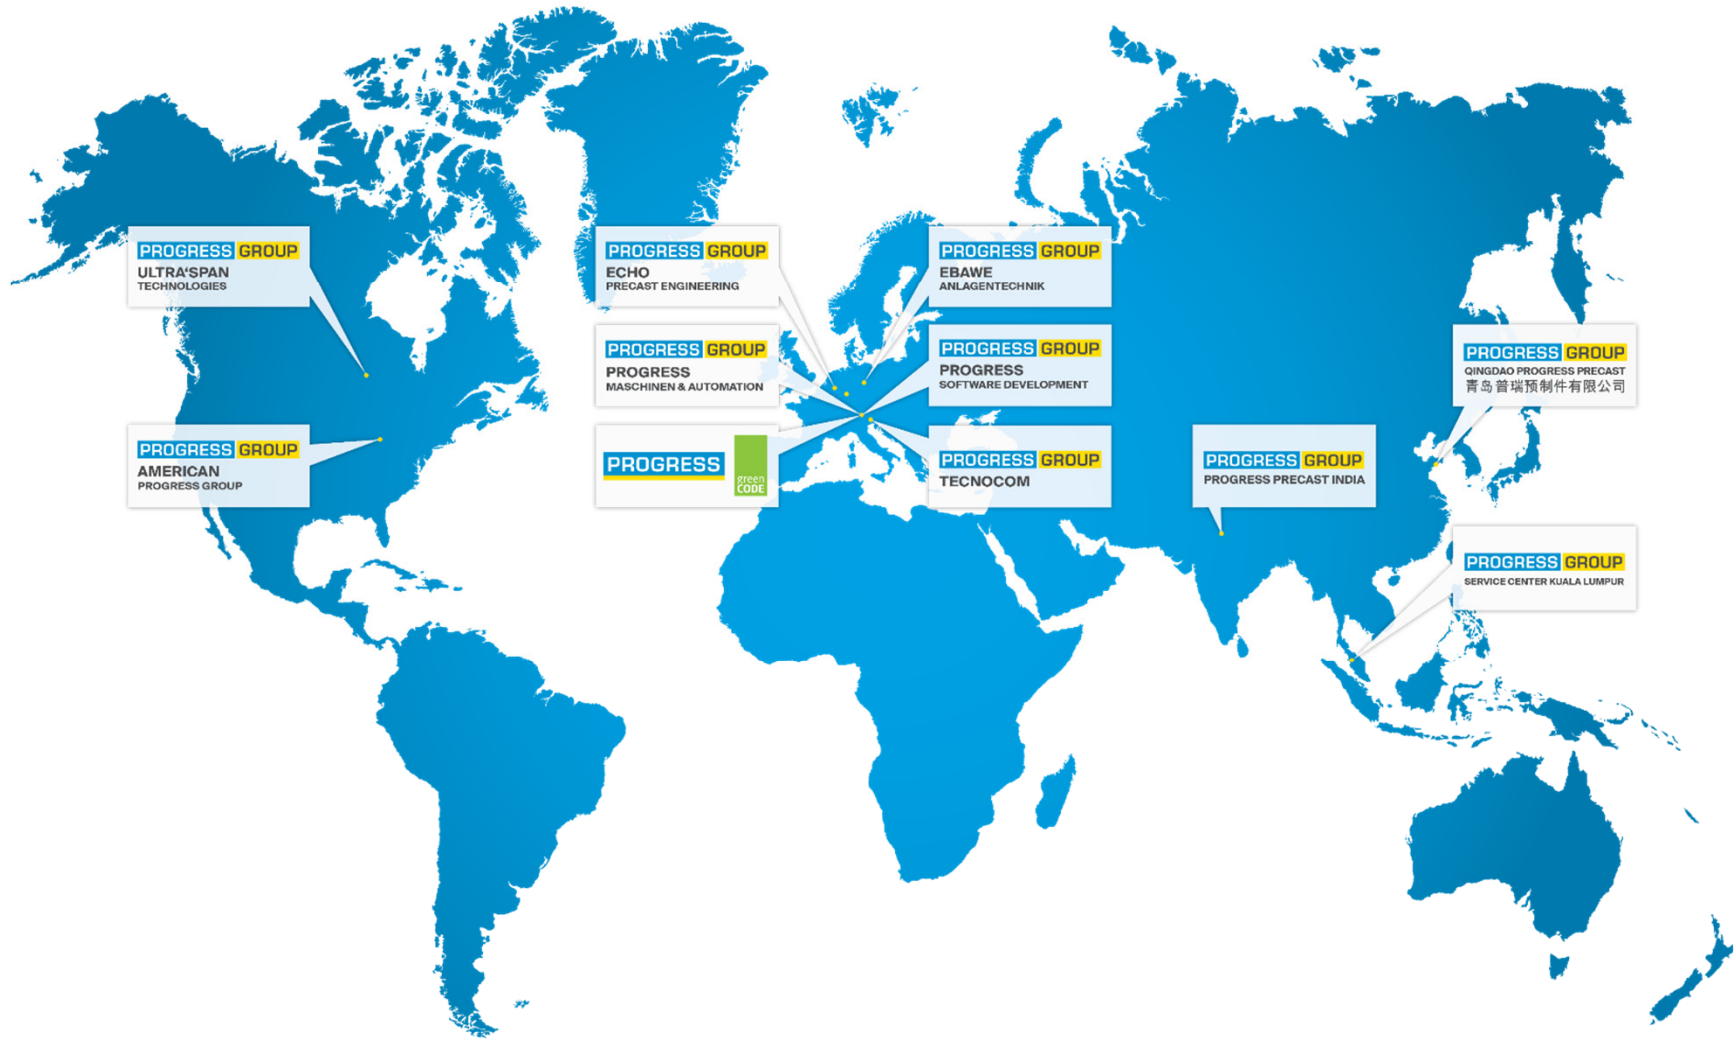 PROGRESS GROUP
ULTRA'SPAN
TECHNOLOGIES
PROGRESS GROUP
AMERICAN
PROGRESS GROUP
PROGRESS GROUP
ECHO
PRECAST ENGINEERING
PROGRESS GROUP
PROGRESS
MASCHINEN & AUTOMATION
PROGRESS
green
CODE
PROGRESS GROUP
EBAWE
ANLAGENTECHNIK
PROGRESS GROUP
PROGRESS
SOFTWARE DEVELOPMENT
PROGRESS GROUP
TECNOCOM
PROGRESS GROUP
PROGRESS PRECAST INDIA
PROGRESS GROUP
QINGDAO PROGRESS PRECAST
青岛普瑞预制件有限公司
PROGRESS GROUP
SERVICE CENTER KUALA LUMPUR